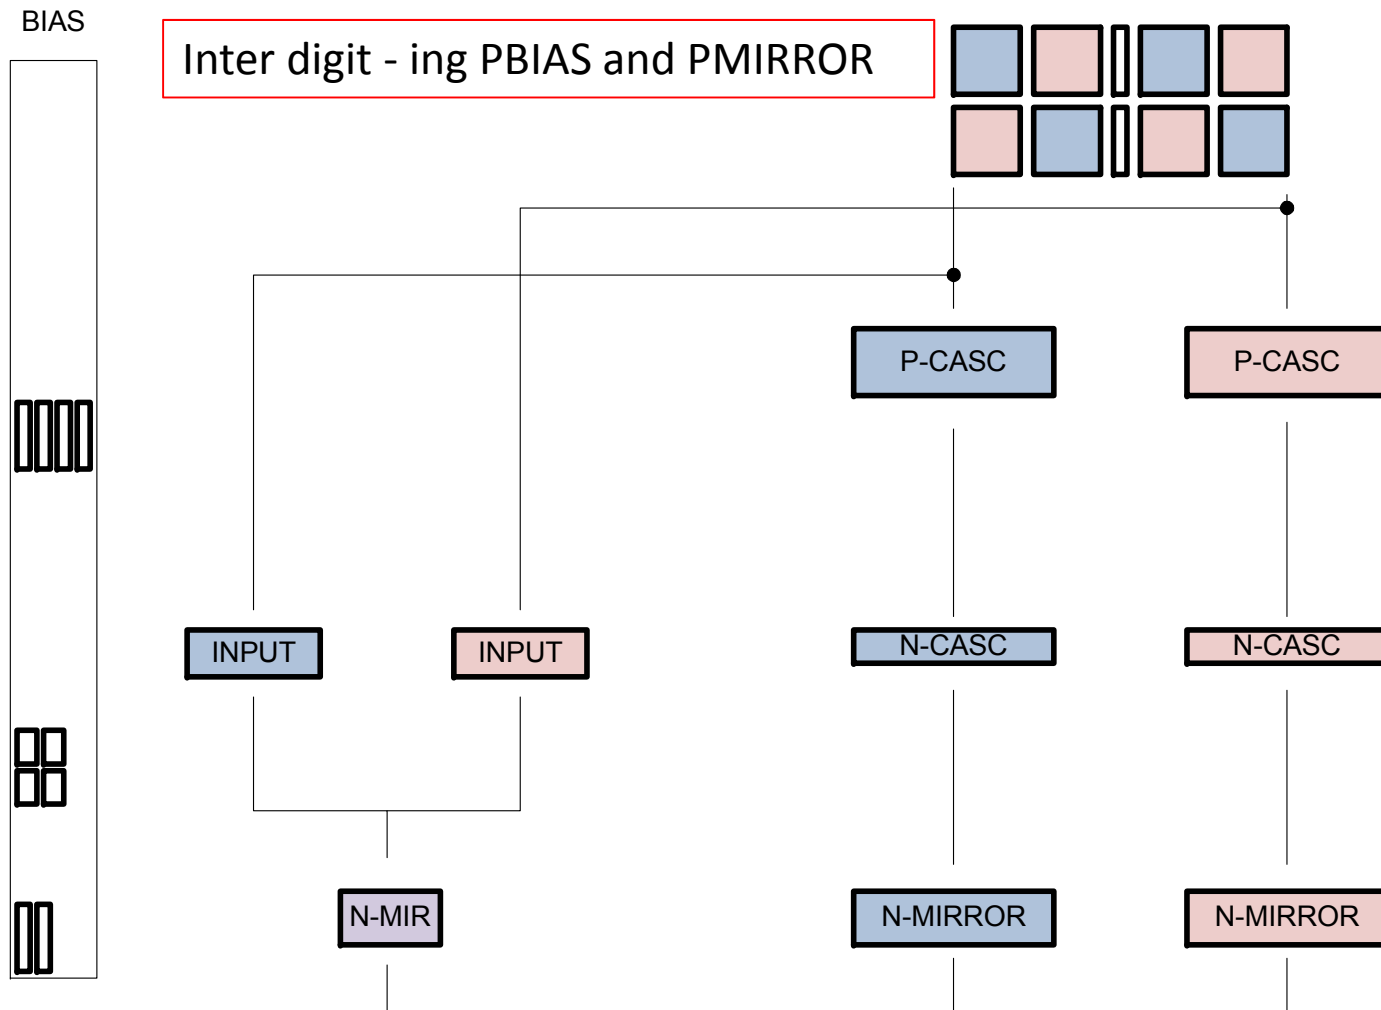 BIAS
Inter digit - ing PBIAS and PMIRROR
P-CASC
P-CASC
INPUT
INPUT
N-CASC
N-CASC
N-MIR
N-MIRROR
N-MIRROR